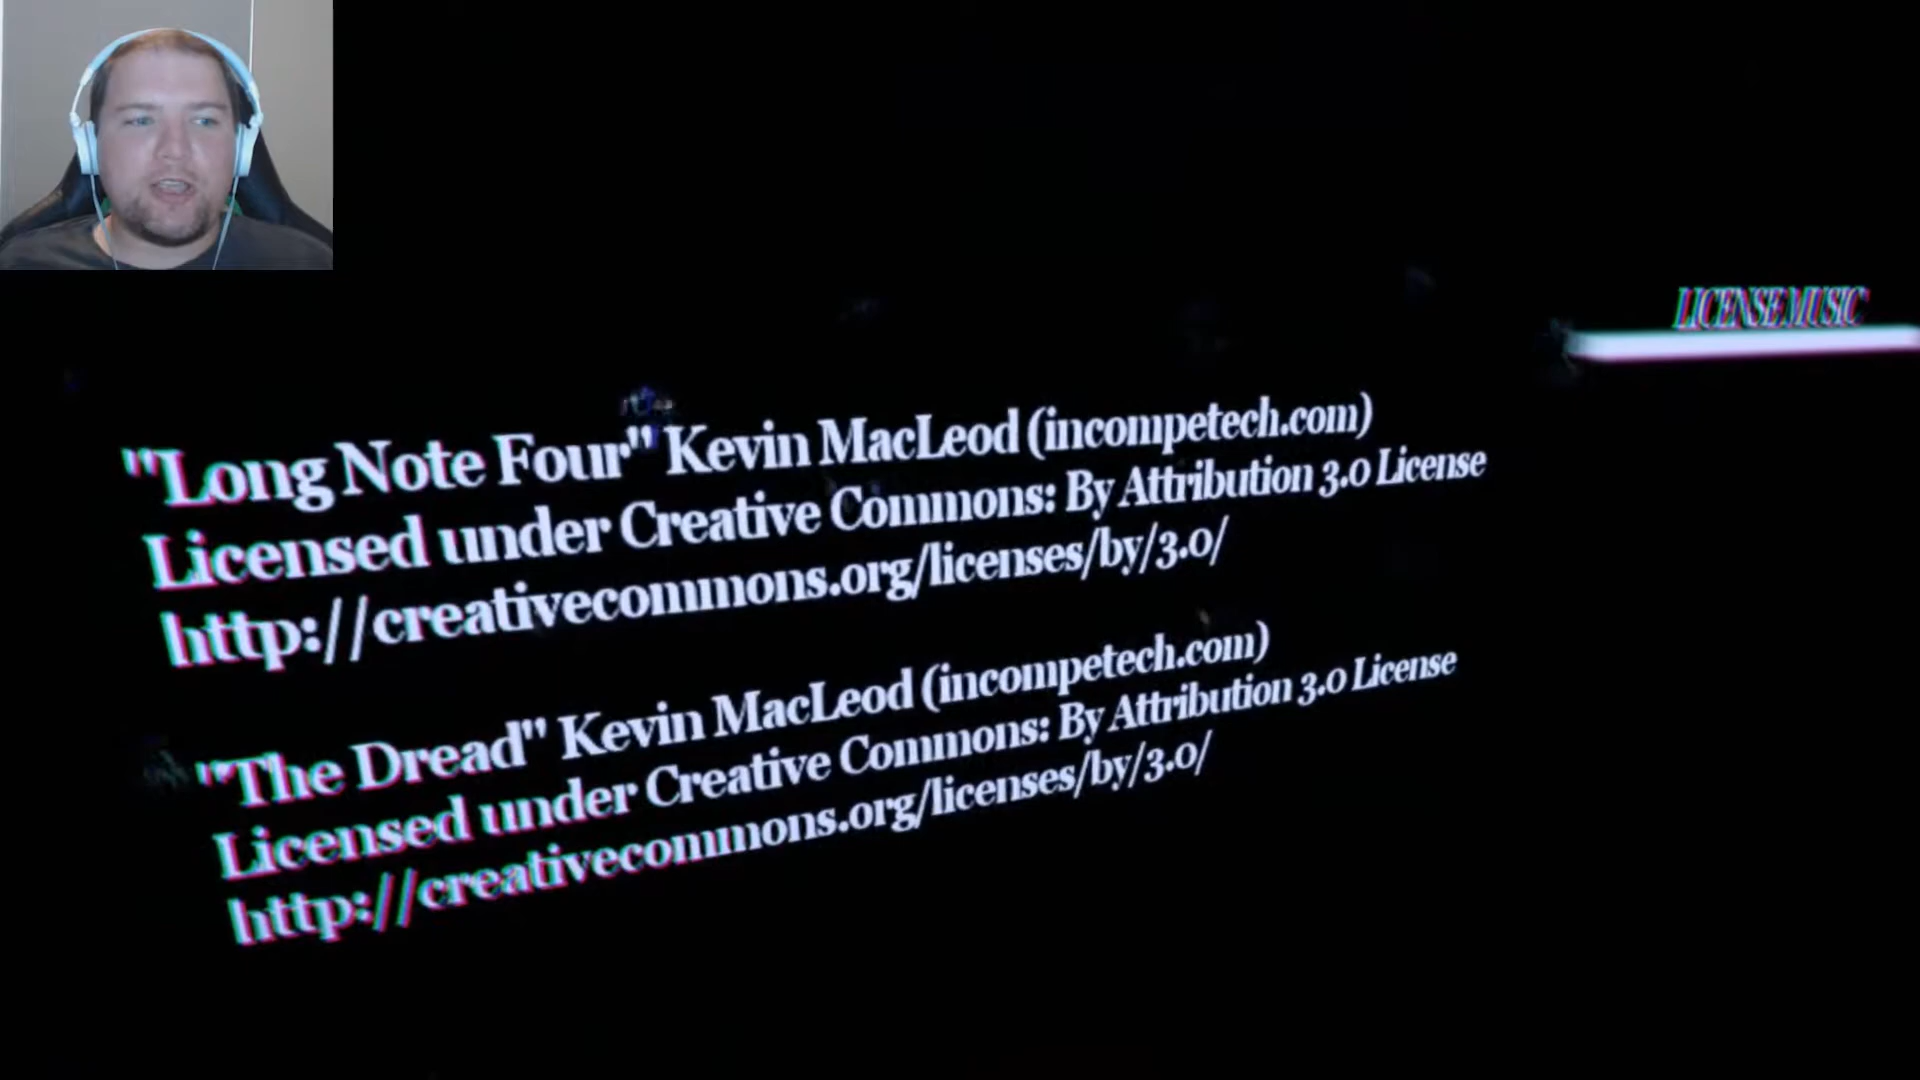 LICENSE MUSIC
"Long Note Four" Kevin MacLeod (incompetech.com)
Licensed under Creative Commons: By Attribution 3.0 License
http://creativecommons.org/licenses/by/3.0/
"The Dread" Kevin MacLeod (incompetech.com)
Licensed under Creative Commons: By Attribution 3.0 License
http://creativecommons.org/licenses/by/3.0/